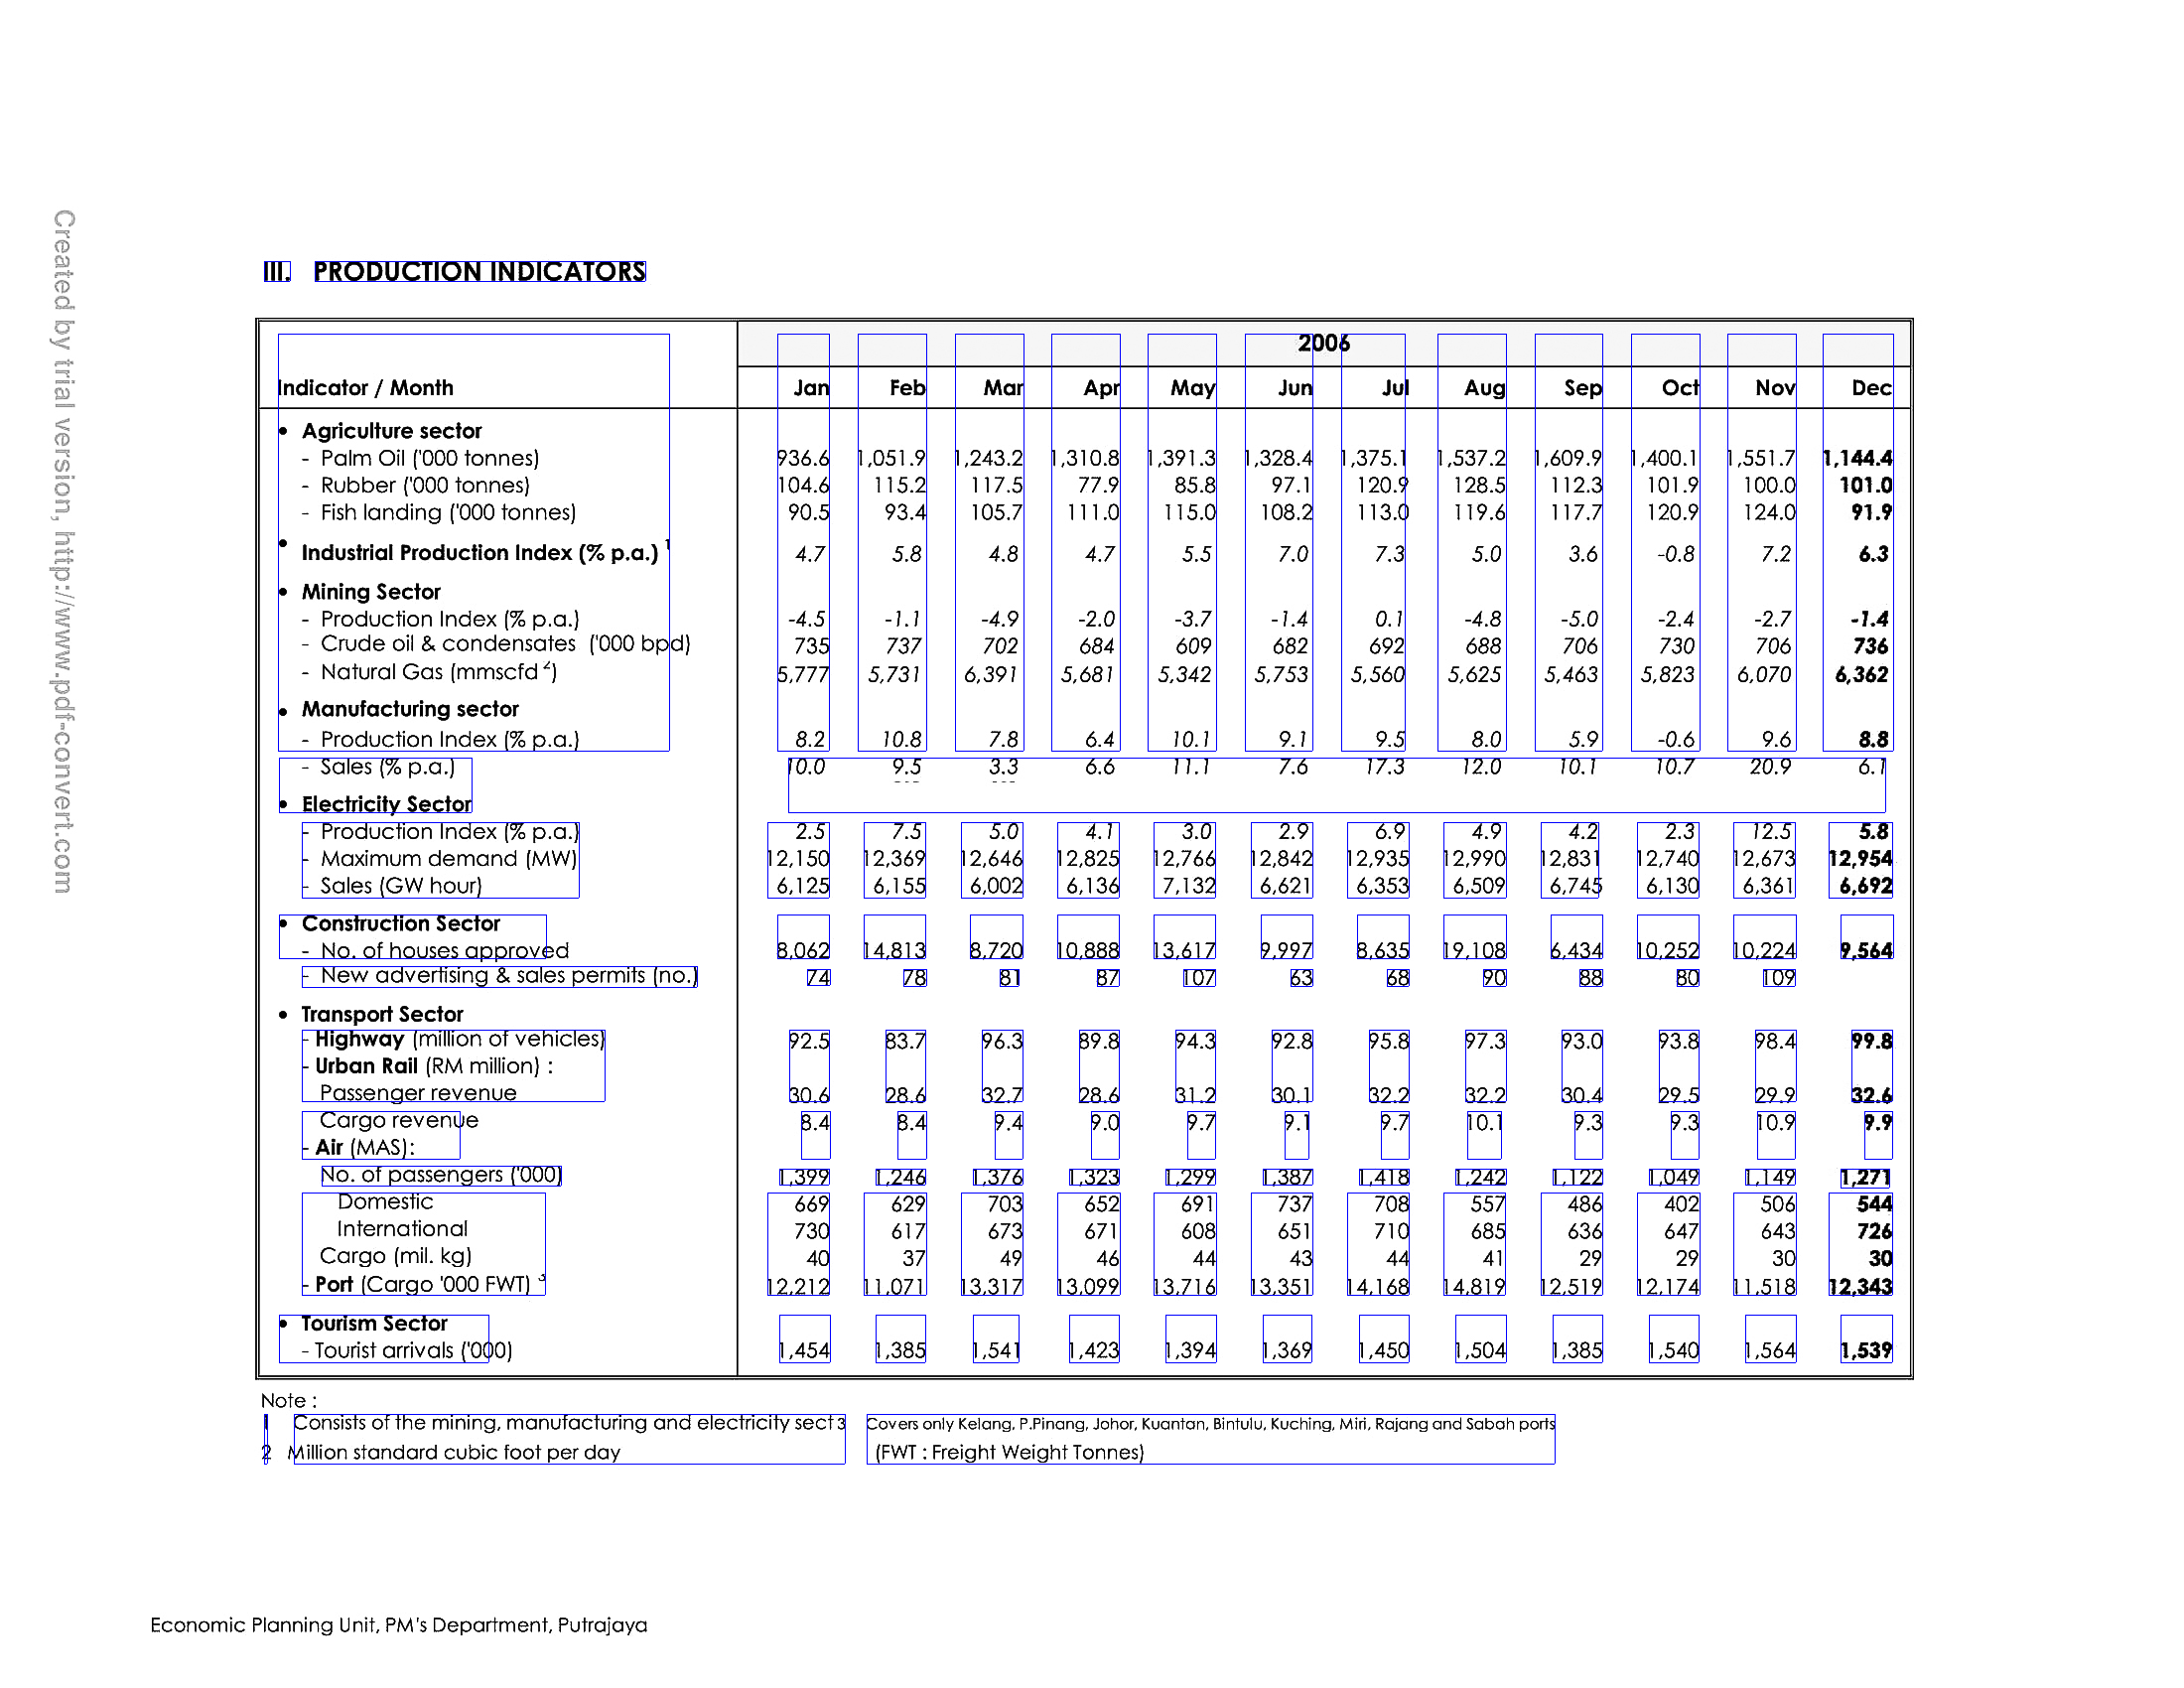 Created by trial version, http://www.pdf-convert.com
III. PRODUCTION INDICATORS
2006
Indicator / Month Jan Feb Mar Apr May Jun Jul Aug Sep Oct Nov Dec
• Agriculture sector
- Palm Oil ('000 tonnes) 936.6 1,051.9 1,243.2 1,310.8 1,391.3 1,328.4 1,375.1 1,537.2 1,609.9 1,400.1 1,551.7 1,144.4
- Rubber ('000 tonnes) 104.6 115.2 117.5 77.9 85.8 97.1 120.9 128.5 112.3 101.9 100.0 101.0
- Fish landing ('000 tonnes) 90.5 93.4 105.7 111.0 115.0 108.2 113.0 119.6 117.7 120.9 124.0 91.9
• Industrial Production Index (% p.a.) 1 4.7 5.8 4.8 4.7 5.5 7.0 7.3 5.0 3.6 -0.8 7.2 6.3
• Mining Sector
- Production Index (% p.a.) -4.5 -1.1 -4.9 -2.0 -3.7 -1.4 0.1 -4.8 -5.0 -2.4 -2.7 -1.4
- Crude oil & condensates ('000 bpd) 735 737 702 684 609 682 692 688 706 730 706 736
- Natural Gas (mmscfd 2) 5,777 5,731 6,391 5,681 5,342 5,753 5,560 5,625 5,463 5,823 6,070 6,362
• Manufacturing sector
- Production Index (% p.a.) 8.2 10.8 7.8 6.4 10.1 9.1 9.5 8.0 5.9 -0.6 9.6 8.8
- Sales (% p.a.) 10.0 9.5 3.3 6.6 11.1 7.6 17.3 12.0 10.1 10.7 20.9 6.1
• Electricity Sector
- Production Index (% p.a.) 2.5 7.5 5.0 4.1 3.0 2.9 6.9 4.9 4.2 2.3 12.5 5.8
- Maximum demand (MW) 12,150 12,369 12,646 12,825 12,766 12,842 12,935 12,990 12,831 12,740 12,673 12,954
- Sales (GW hour) 6,125 6,155 6,002 6,136 7,132 6,621 6,353 6,509 6,745 6,130 6,361 6,692
• Construction Sector
- No. of houses approved 8,062 14,813 8,720 10,888 13,617 9,997 8,635 19,108 6,434 10,252 10,224 9,564
- New advertising & sales permits (no.) 74 78 81 87 107 63 68 90 88 80 109
• Transport Sector
- Highway (million of vehicles) 92.5 83.7 96.3 89.8 94.3 92.8 95.8 97.3 93.0 93.8 98.4 99.8
- Urban Rail (RM million) :
Passenger revenue 30.6 28.6 32.7 28.6 31.2 30.1 32.2 32.2 30.4 29.5 29.9 32.6
Cargo revenue 8.4 8.4 9.4 9.0 9.7 9.1 9.7 10.1 9.3 9.3 10.9 9.9
- Air (MAS):
No. of passengers ('000) 1,399 1,246 1,376 1,323 1,299 1,387 1,418 1,242 1,122 1,049 1,149 1,271
Domestic 669 629 703 652 691 737 708 557 486 402 506 544
International 730 617 673 671 608 651 710 685 636 647 643 726
Cargo (mil. kg) 40 37 49 46 44 43 44 41 29 29 30 30
- Port (Cargo '000 FWT) 3 12,212 11,071 13,317 13,099 13,716 13,351 14,168 14,819 12,519 12,174 11,518 12,343
• Tourism Sector
- Tourist arrivals ('000) 1,454 1,385 1,541 1,423 1,394 1,369 1,450 1,504 1,385 1,540 1,564 1,539
Note :
1 Consists of the mining, manufacturing and electricity sect 3 Covers only Kelang, P.Pinang, Johor, Kuantan, Bintulu, Kuching, Miri, Rajang and Sabah ports
2 Million standard cubic foot per day (FWT : Freight Weight Tonnes)
Economic Planning Unit, PM's Department, Putrajaya